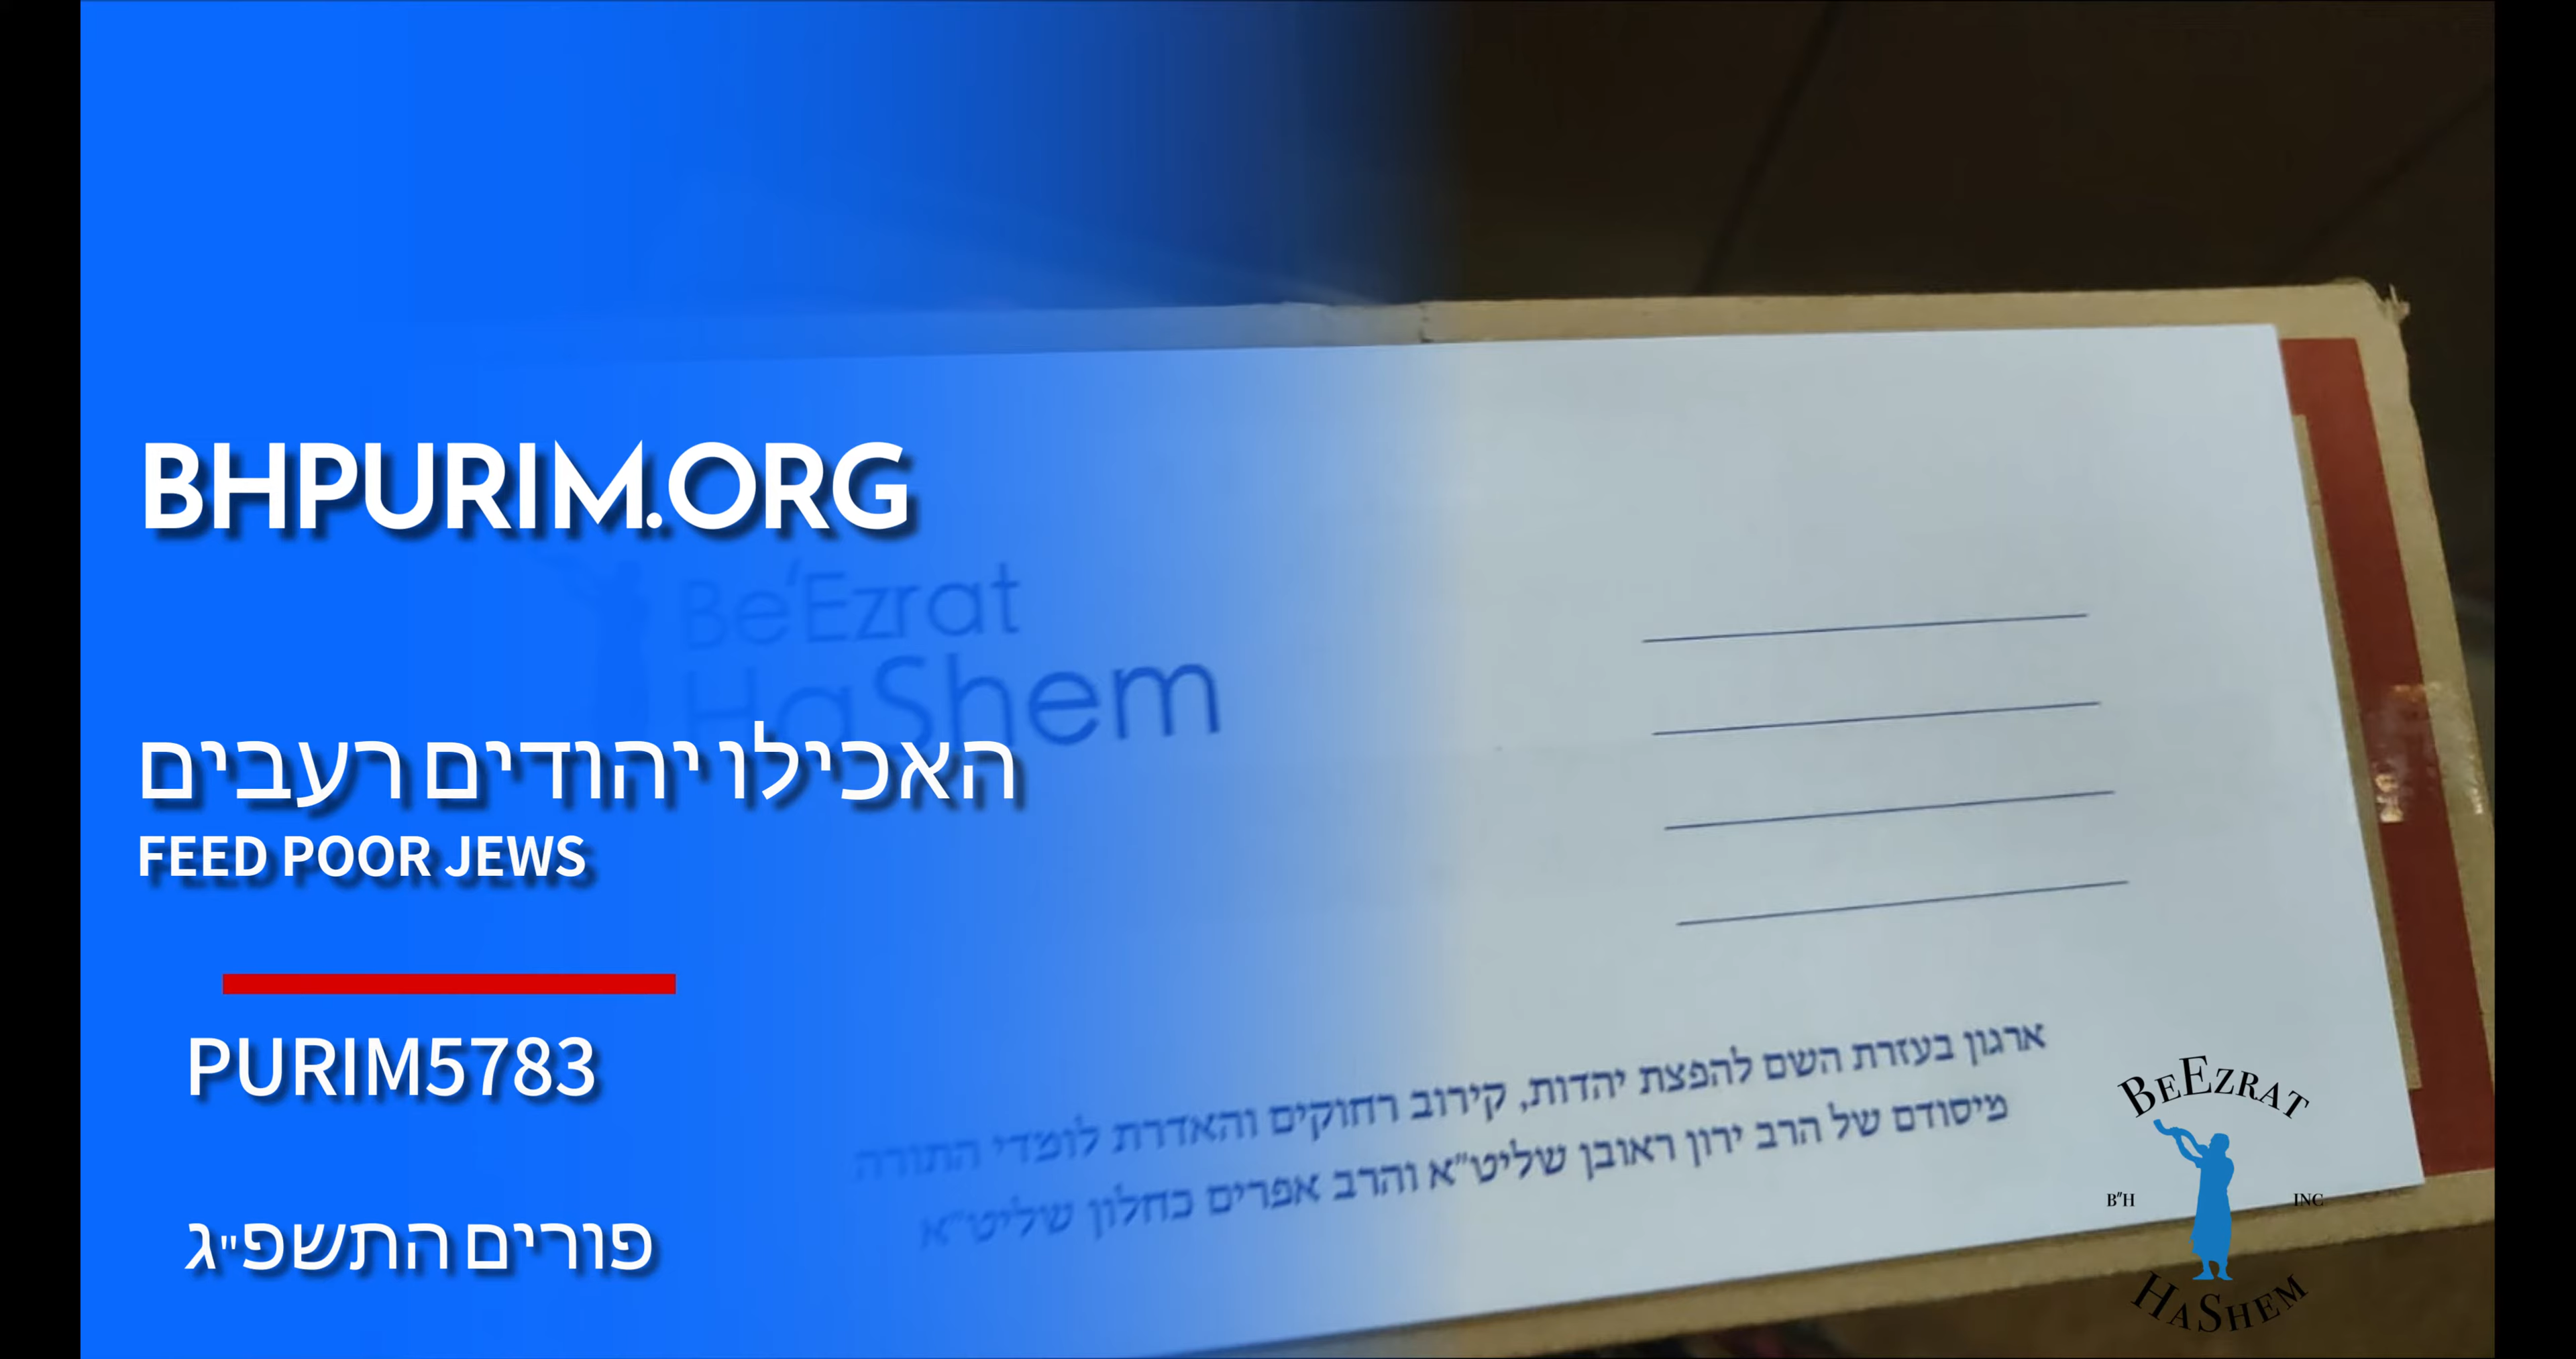 BHPURIM.ORG
Be'Ezrat
HaShem
האכילו יהודים רעבים
FEED POOR JEWS
PURIM5783
פורים התשפ"ג
ארגון בעזרת השם להפצת יהדות, קירוב רחוקים והאדרת לומדי התורה
מיסודם של הרב ירון ראובן שליט"א והרב אפרים כחלון שליט"א
BEEZRAT
B"H
INC
HASHEM